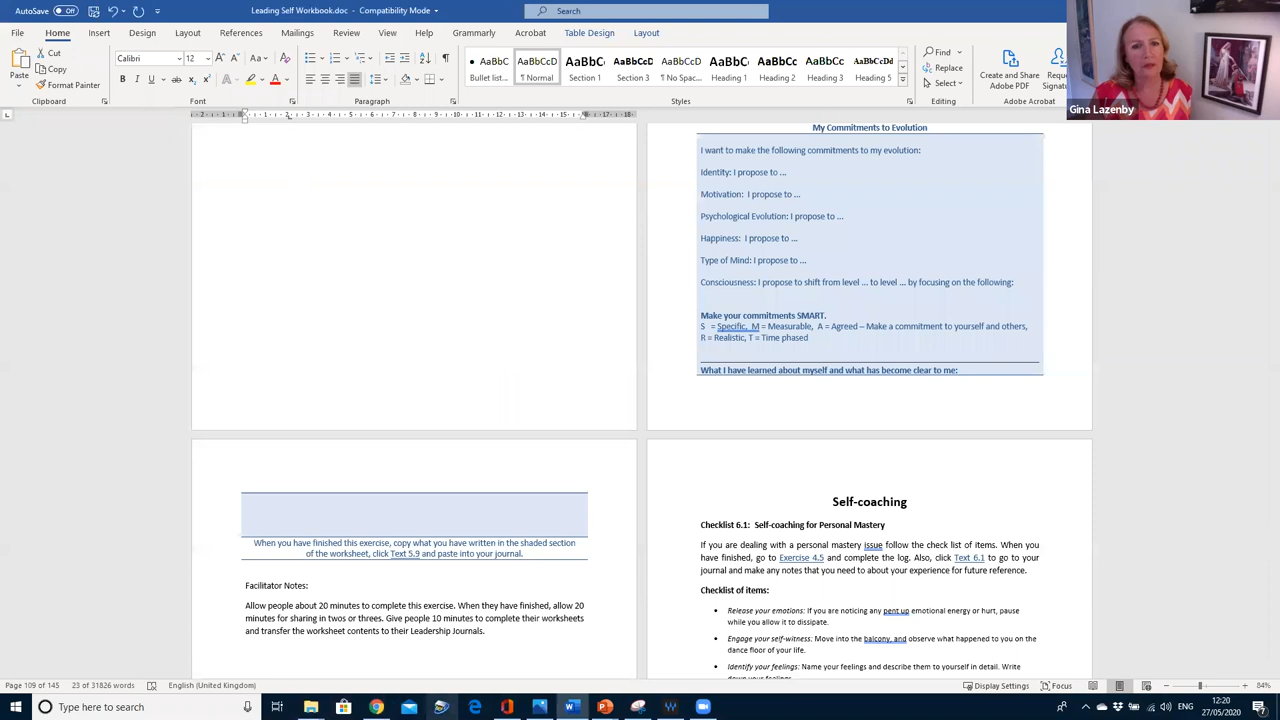 AutoSave Off
Leading Self Workbook.doc - Compatibility Mode
Search
File Home Insert Draw Design Layout References Mailings Review View Help Grammarly Acrobat Table Design Layout
Paste
Cut
Copy
Format Painter
Clipboard
Calibri 12
Font
Paragraph
AaBbC AaBbCcD AaBbC AaBbCc AaBbCcD AaBbC AaBbCc AaBbCcD AaBbCcDd
Bullet list... ¶ Normal Section 1 Section 3 ¶ No Spac... Heading 1 Heading 2 Heading 3 Heading 5
Styles
Find
Replace
Select
Editing
Create and Share
Adobe PDF
Adobe Acrobat
Gina Lazenby
My Commitments to Evolution
I want to make the following commitments to my evolution:
Identity: I propose to ...
Motivation: I propose to ...
Psychological Evolution: I propose to ...
Happiness: I propose to ...
Type of Mind: I propose to ...
Consciousness: I propose to shift from level ... to level ... by focusing on the following:
Make your commitments SMART.
S = Specific, M = Measurable, A = Agreed – Make a commitment to yourself and others,
R = Realistic, T = Time phased
What I have learned about myself and what has become clear to me:
When you have finished this exercise, copy what you have written in the shaded section
of the worksheet, click Text 5.9 and paste into your journal.
Facilitator Notes:
Allow people about 20 minutes to complete this exercise. When they have finished, allow 20
minutes for sharing in twos or threes. Give people 10 minutes to complete their worksheets
and transfer the worksheet contents to their Leadership Journals.
Self-coaching
Checklist 6.1: Self-coaching for Personal Mastery
If you are dealing with a personal mastery issue follow the check list of items. When you
have finished, go to Exercise 4.5 and complete the log. Also, click Text 6.1 to go to your
journal and make any notes that you need to about your experience for future reference.
Checklist of items:
• Release your emotions: If you are noticing any pent up emotional energy or hurt, pause
while you allow it to dissipate.
• Engage your self-witness: Move into the balcony, and observe what happened to you on the
dance floor of your life.
• Identify your feelings: Name your feelings and describe them to yourself in detail. Write
down your feelings.
Page 109 of 145 23 of 31826 words English (United Kingdom) Display Settings Focus 84%
Type here to search
12:20
27/05/2020